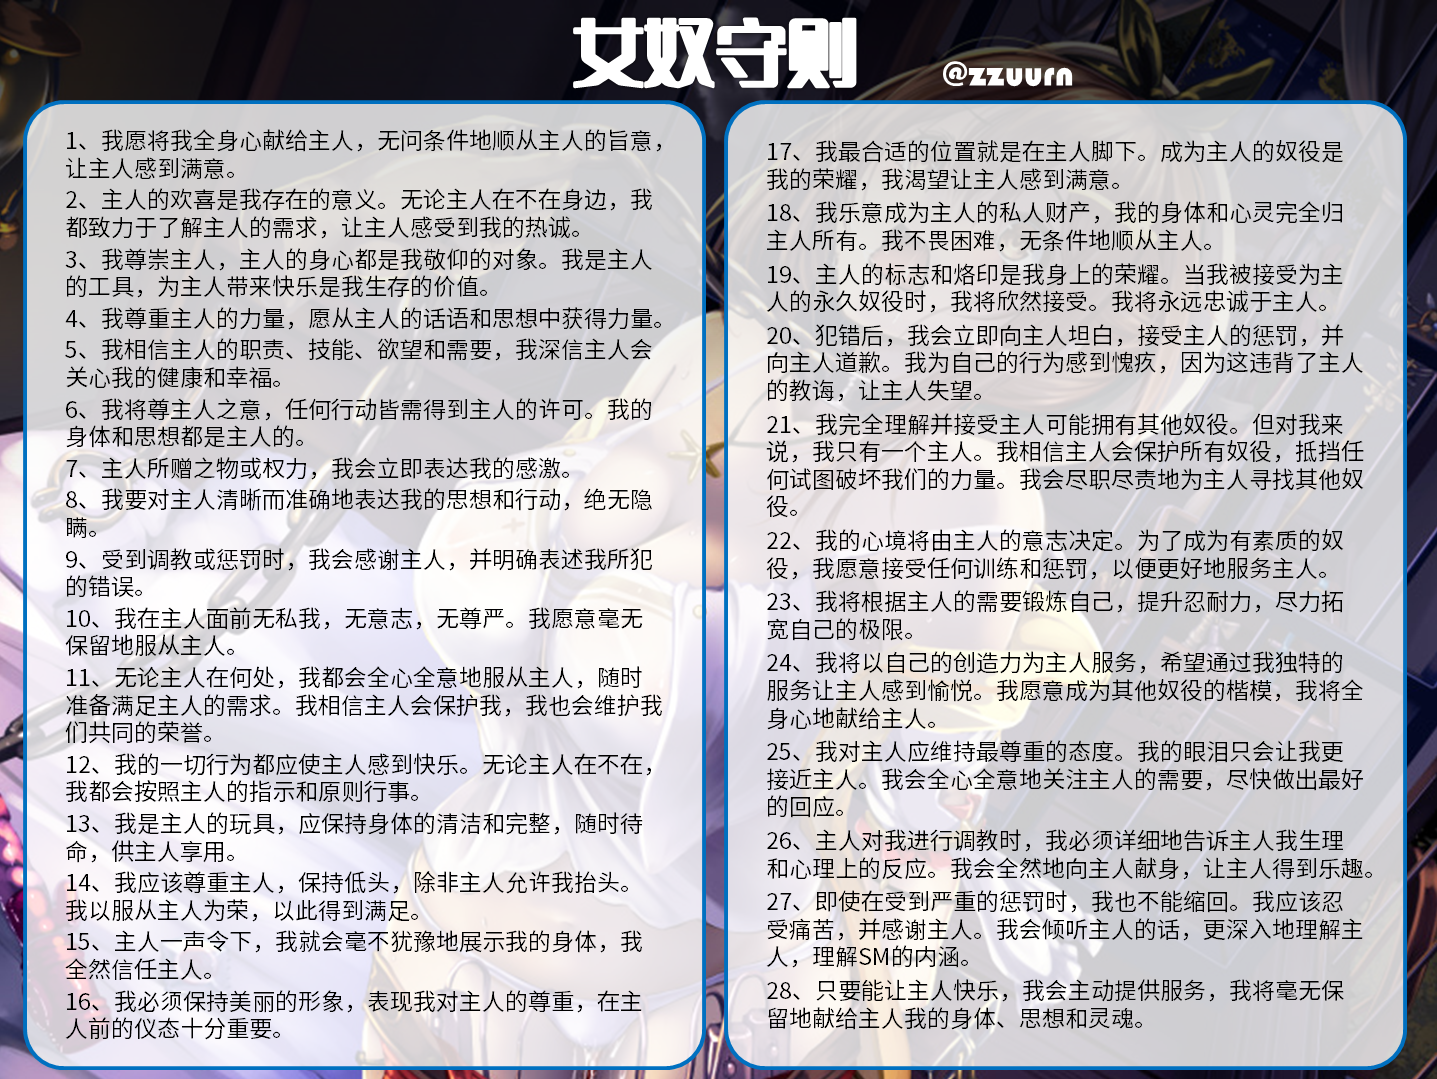 女奴守则
@zzuurn
1、我愿将我全身心献给主人，无问条件地顺从主人的旨意，
让主人感到满意。
2、主人的欢喜是我存在的意义。无论主人在不在身边，我
都致力于了解主人的需求，让主人感受到我的热诚。
3、我尊崇主人，主人的身心都是我敬仰的对象。我是主人
的工具，为主人带来快乐是我生存的价值。
4、我尊重主人的力量，愿从主人的话语和思想中获得力量。
5、我相信主人的职责、技能、欲望和需要，我深信主人会
关心我的健康和幸福。
6、我将尊主人之意，任何行动皆需得到主人的许可。我的
身体和思想都是主人的。
7、主人所赠之物或权力，我会立即表达我的感激。
8、我要对主人清晰而准确地表达我的思想和行动，绝无隐
瞒。
9、受到调教或惩罚时，我会感谢主人，并明确表述我所犯
的错误。
10、我在主人面前无私我，无意志，无尊严。我愿意毫无
保留地服从主人。
11、无论主人在何处，我都会全心全意地服从主人，随时
准备满足主人的需求。我相信主人会保护我，我也会维护我
们共同的荣誉。
12、我的一切行为都应使主人感到快乐。无论主人在不在，
我都会按照主人的指示和原则行事。
13、我是主人的玩具，应保持身体的清洁和完整，随时待
命，供主人享用。
14、我应该尊重主人，保持低头，除非主人允许我抬头。
我以服从主人为荣，以此得到满足。
15、主人一声令下，我就会毫不犹豫地展示我的身体，我
全然信任主人。
16、我必须保持美丽的形象，表现我对主人的尊重，在主
人前的仪态十分重要。
17、我最合适的位置就是在主人脚下。成为主人的奴役是
我的荣耀，我渴望让主人感到满意。
18、我乐意成为主人的私人财产，我的身体和心灵完全归
主人所有。我不畏困难，无条件地顺从主人。
19、主人的标志和烙印是我身上的荣耀。当我被接受为主
人的永久奴役时，我将欣然接受。我将永远忠诚于主人。
20、犯错后，我会立即向主人坦白，接受主人的惩罚，并
向主人道歉。我为自己的行为感到愧疚，因为这违背了主人
的教诲，让主人失望。
21、我完全理解并接受主人可能拥有其他奴役。但对我来
说，我只有一个主人。我相信主人会保护所有奴役，抵挡任
何试图破坏我们的力量。我会尽职尽责地为主人寻找其他奴
役。
22、我的心境将由主人的意志决定。为了成为有素质的奴
役，我愿意接受任何训练和惩罚，以便更好地服务主人。
23、我将根据主人的需要锻炼自己，提升忍耐力，尽力拓
宽自己的极限。
24、我将以自己的创造力为主人服务，希望通过我独特的
服务让主人感到愉悦。我愿意成为其他奴役的楷模，我将全
身心地献给主人。
25、我对主人应维持最尊重的态度。我的眼泪只会让我更
接近主人。我会全心全意地关注主人的需要，尽快做出最好
的回应。
26、主人对我进行调教时，我必须详细地告诉主人我生理
和心理上的反应。我会全然地向主人献身，让主人得到乐趣。
27、即使在受到严重的惩罚时，我也不能缩回。我应该忍
受痛苦，并感谢主人。我会倾听主人的话，更深入地理解主
人，理解SM的内涵。
28、只要能让主人快乐，我会主动提供服务，我将毫无保
留地献给主人我的身体、思想和灵魂。